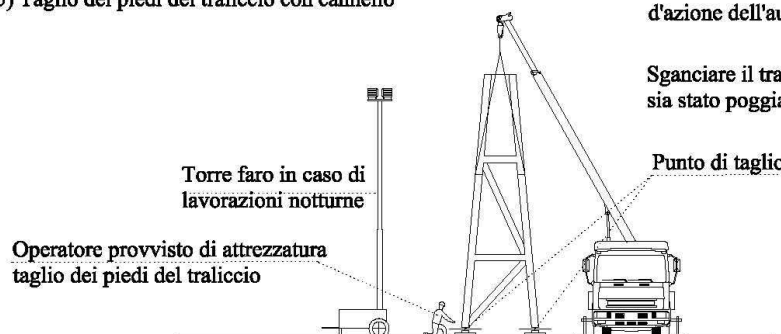 Taglio dei piedi del traliccio con cannello
d'azione dell'au
Sganciare il tra
sia stato poggia
Torre faro in caso di
lavorazioni notturne
Punto di taglio
Operatore provvisto di attrezzatura
taglio dei piedi del traliccio